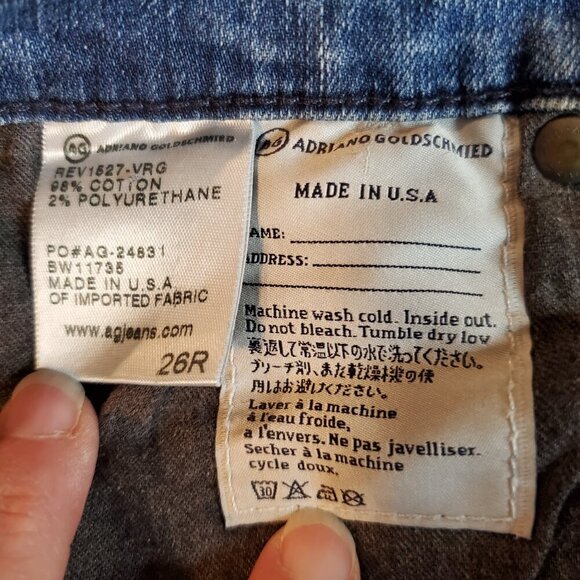 AG ADRIANO GOLDSCHMIED
REV1527-VRG
98% COTTON
2% POLYURETHANE
PO#AG-24831
BW11735
MADE IN U.S.A
OF IMPORTED FABRIC
www.agjeans.com
26R
AG ADRIANO GOLDSCHMIED
MADE IN U.S.A
AME:
DDRESS:
Machine wash cold. Inside out.
Do not bleach. Tumble dry low
裏返して常温以下の水で洗ってください。
ブリーチ剤、また乾燥機の使
用はお避けください。
Laver à la machine
à l'eau froide,
a l'envers. Ne pas javelliser.
Secher à la machine
cycle doux.
30